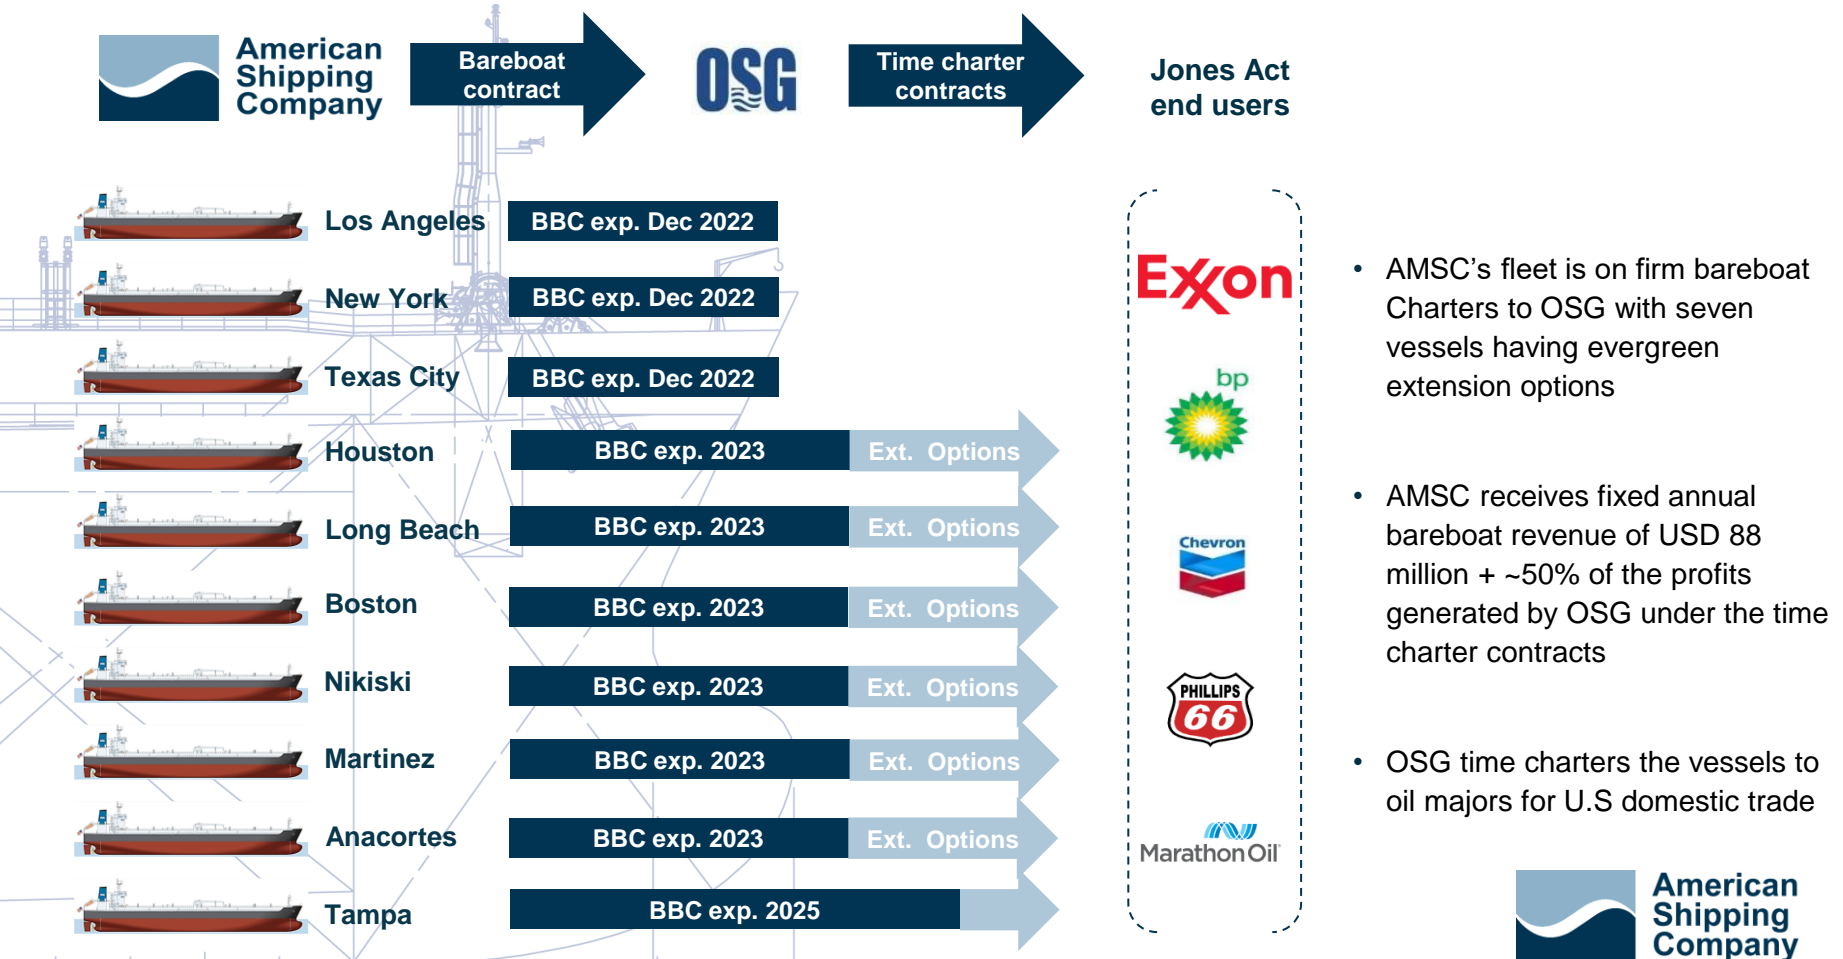 American
Shipping
Company
Bareboat
contract
OSG
Time charter
contracts
Jones Act
end users
Los Angeles
BBC exp. Dec 2022
New York
BBC exp. Dec 2022
Texas City
BBC exp. Dec 2022
Houston
BBC exp. 2023
Ext. Options
Long Beach
BBC exp. 2023
Ext. Options
Boston
BBC exp. 2023
Ext. Options
Nikiski
BBC exp. 2023
Ext. Options
Martinez
BBC exp. 2023
Ext. Options
Anacortes
BBC exp. 2023
Ext. Options
Tampa
BBC exp. 2025
Exxon
bp
Chevron
PHILLIPS
66
Marathon Oil
• AMSC’s fleet is on firm bareboat
Charters to OSG with seven
vessels having evergreen
extension options
• AMSC receives fixed annual
bareboat revenue of USD 88
million + ~50% of the profits
generated by OSG under the time
charter contracts
• OSG time charters the vessels to
oil majors for U.S domestic trade
American
Shipping
Company